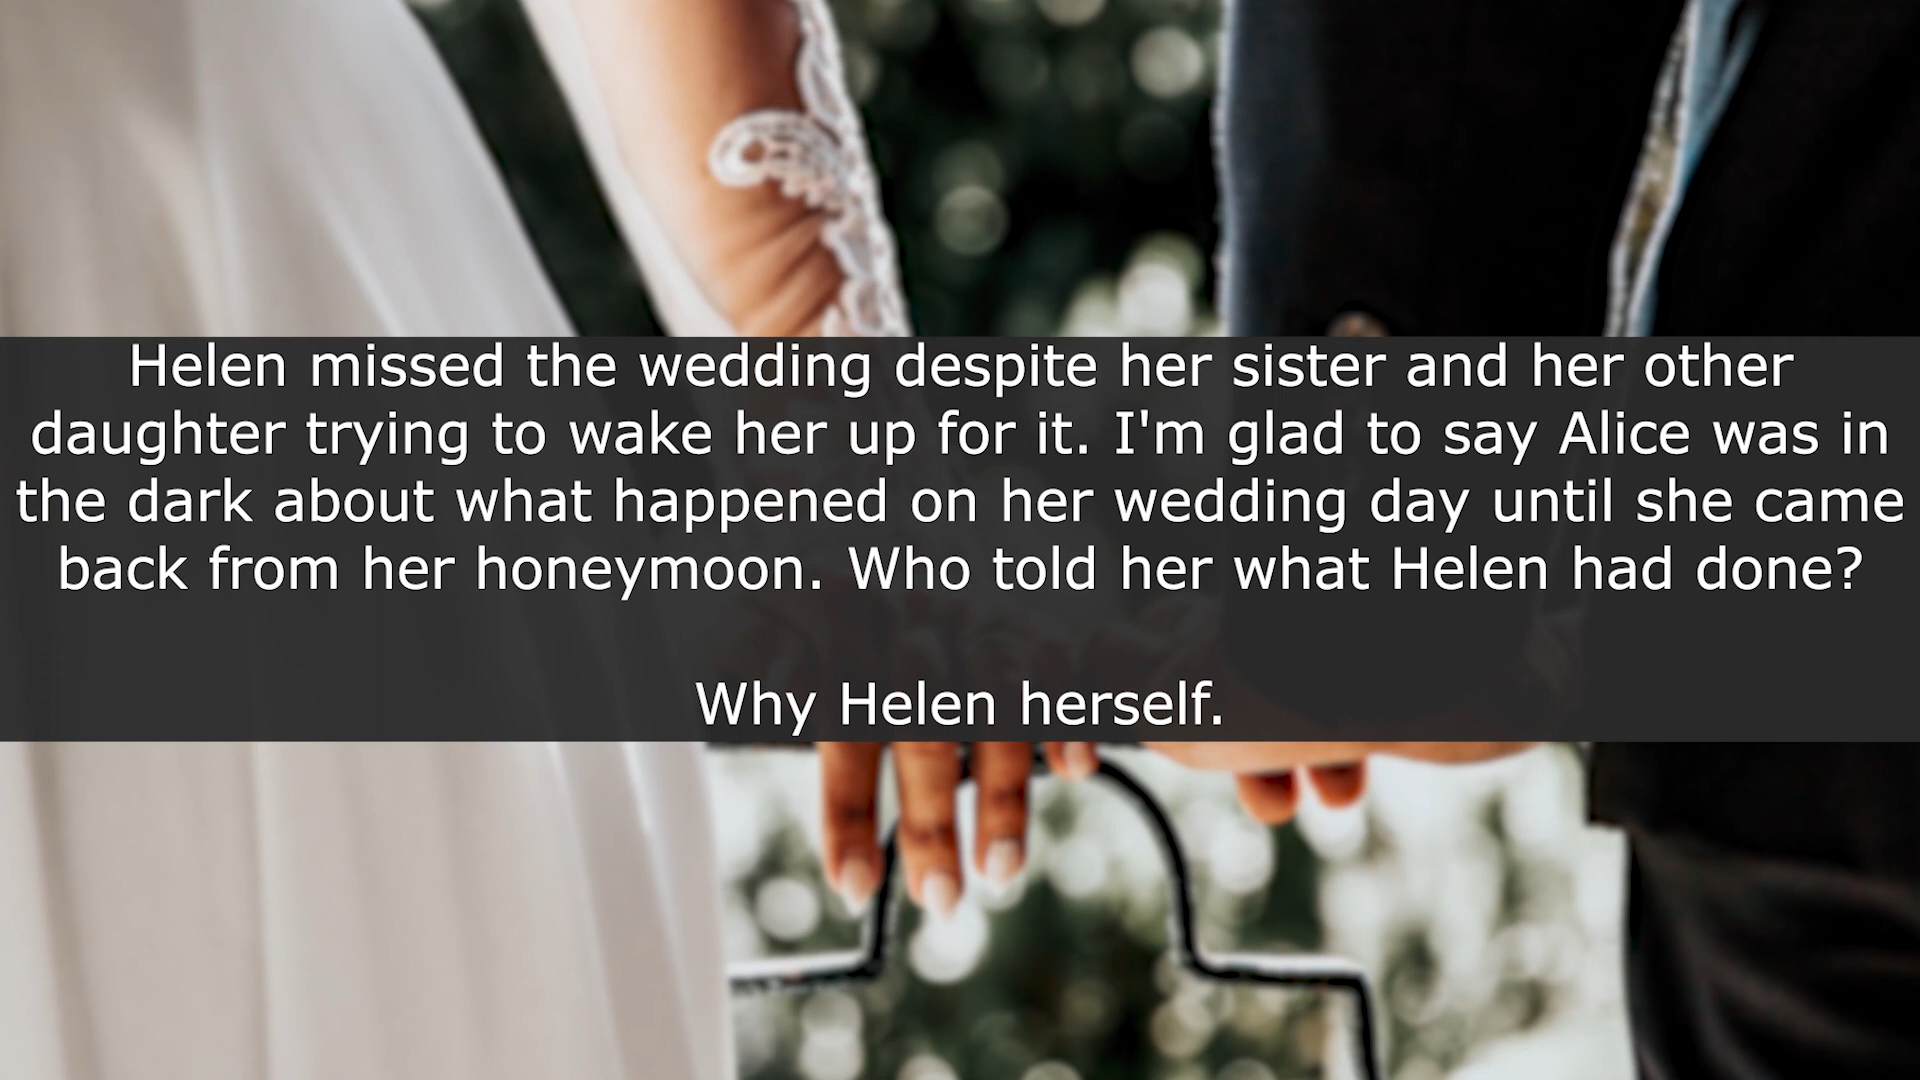 Helen missed the wedding despite her sister and her other
daughter trying to wake her up for it. I'm glad to say Alice was in
the dark about what happened on her wedding day until she came
back from her honeymoon. Who told her what Helen had done?
Why Helen herself.